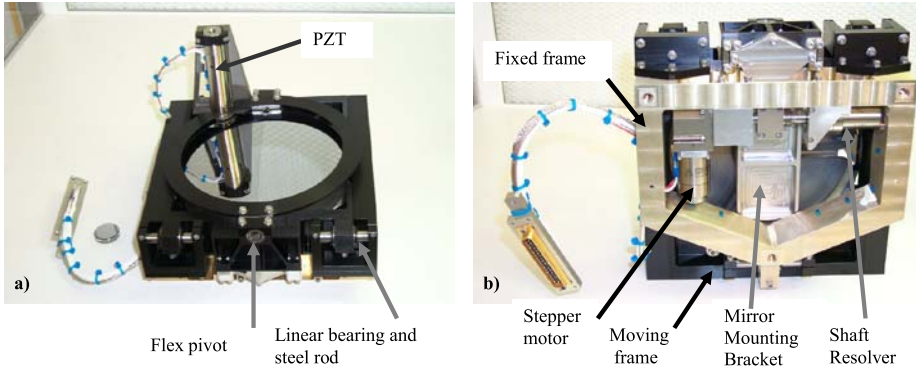 PZT
a)
Flex pivot
Linear bearing and
steel rod
Fixed frame
b)
Stepper
motor
Moving
frame
Mirror
Mounting
Bracket
Shaft
Resolver